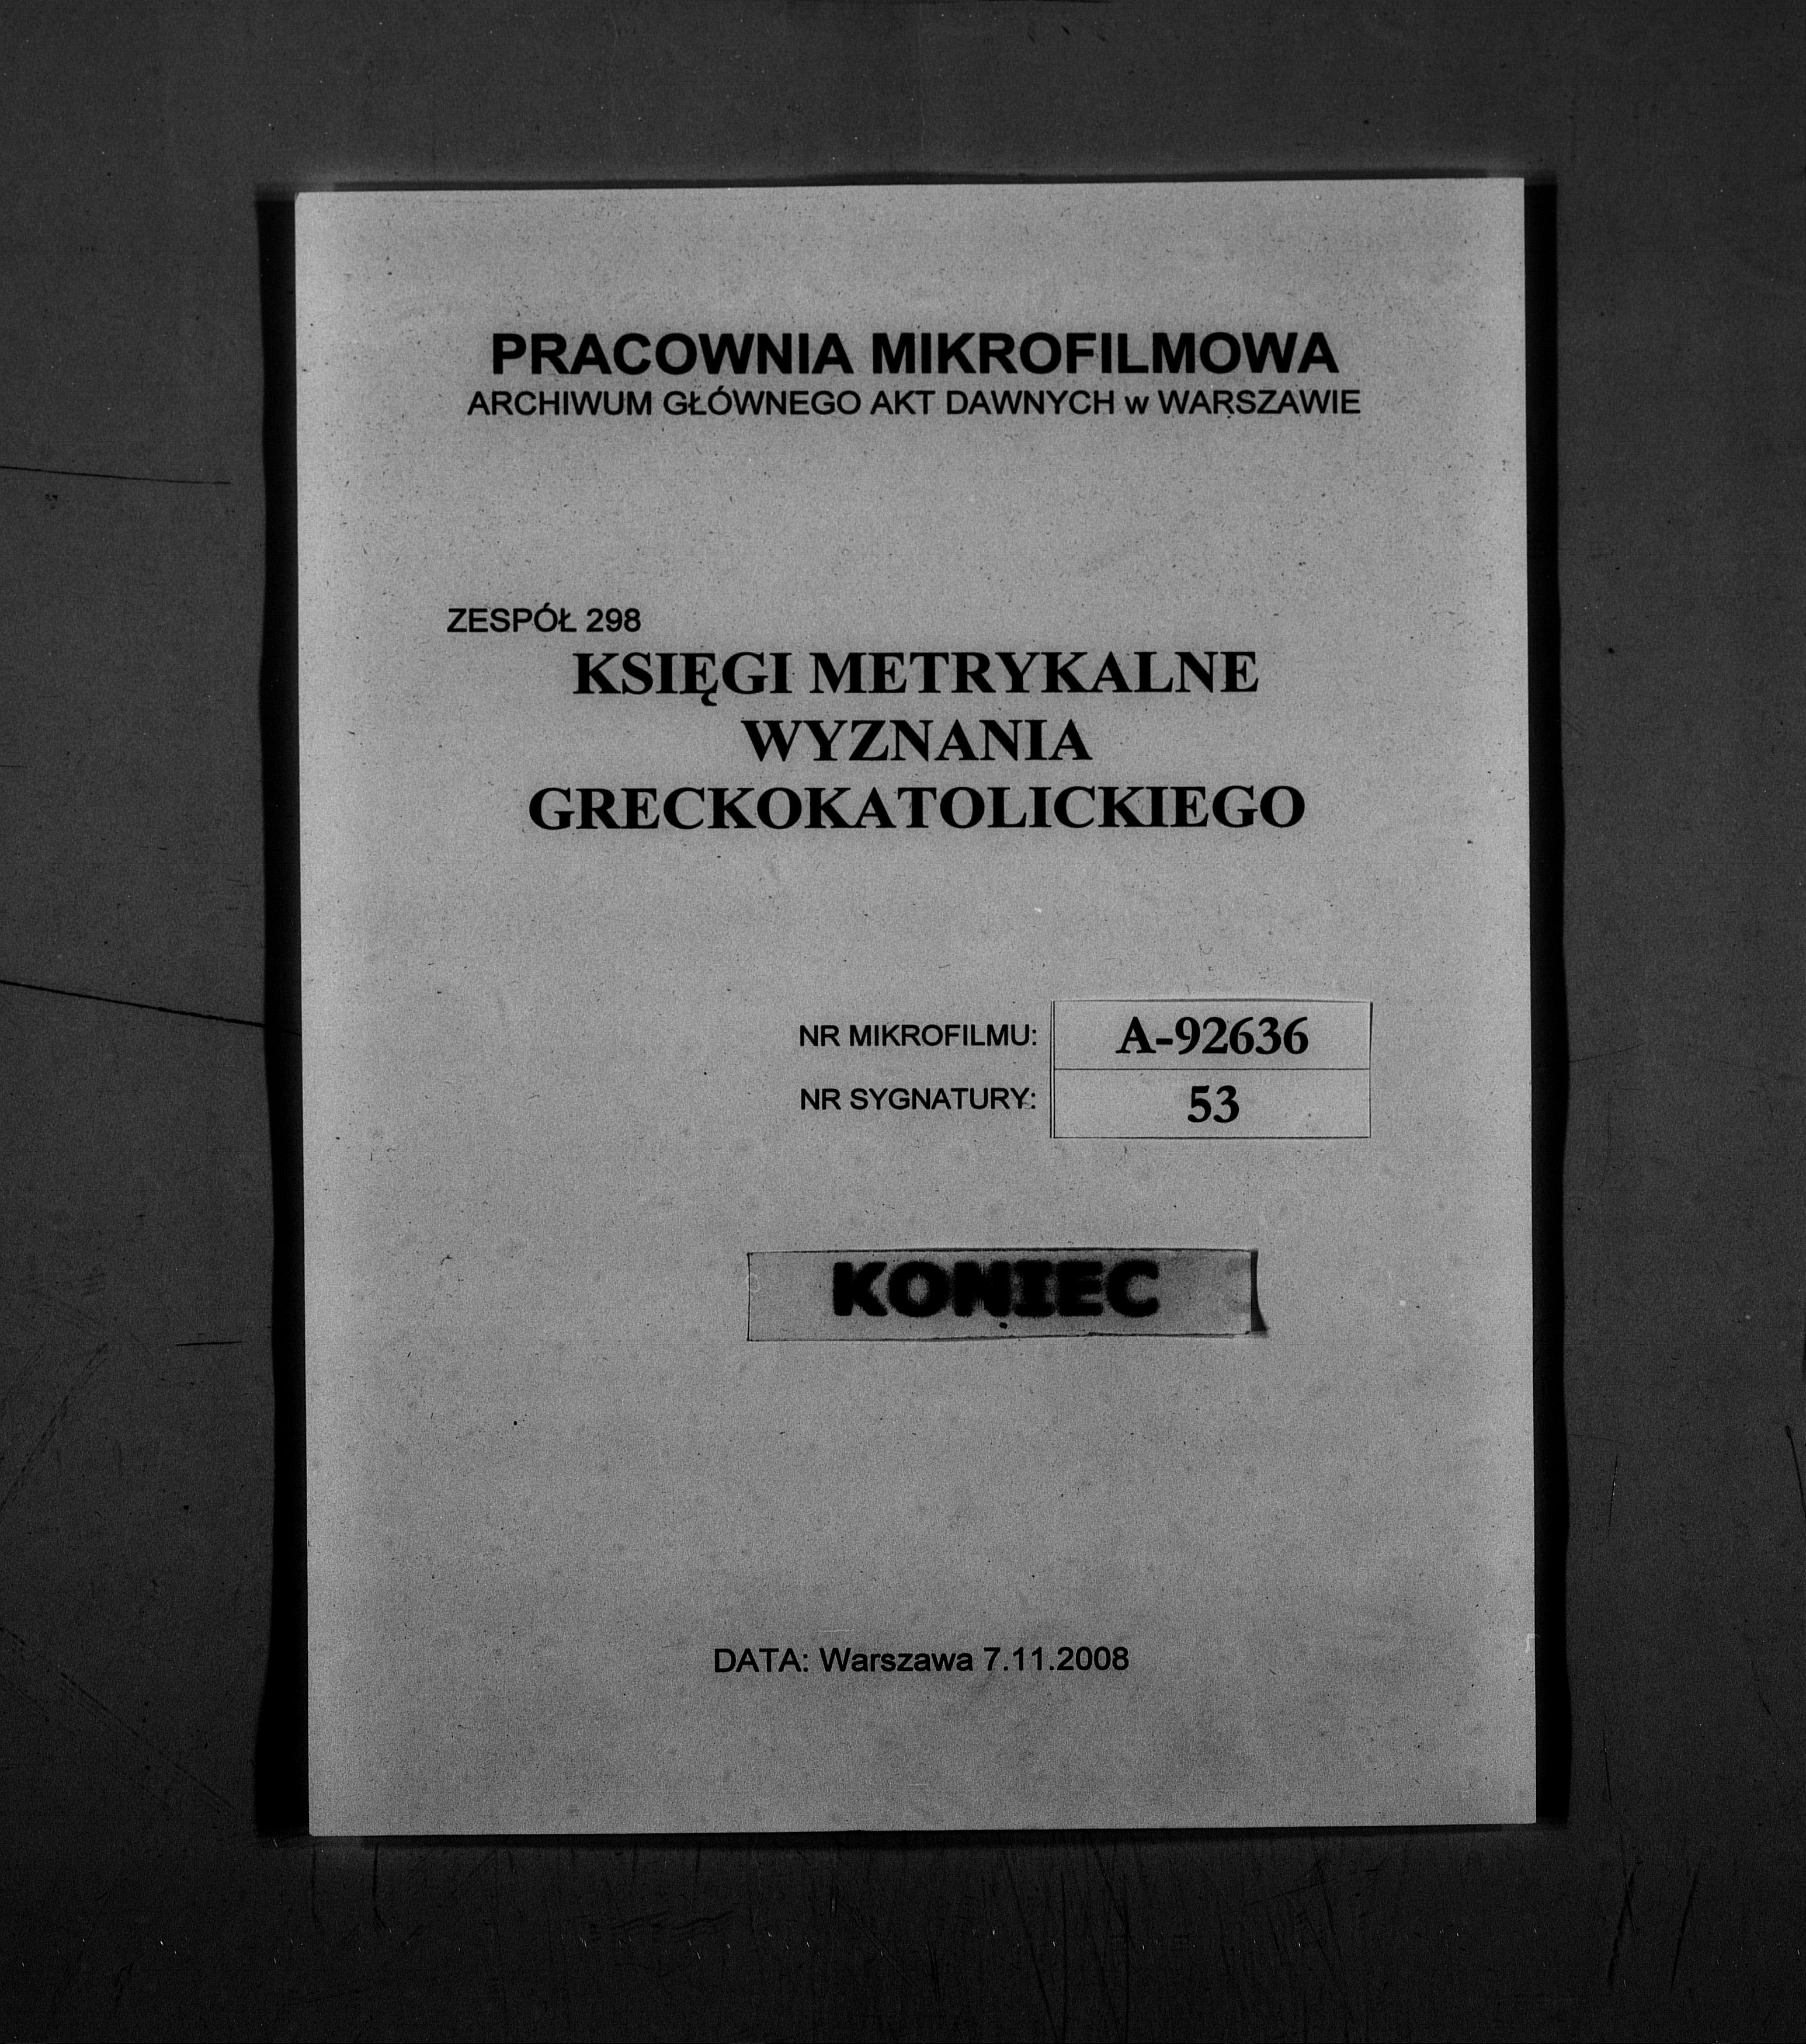 PRACOWNIA MIKROFILMOWA
ARCHIWUM GŁÓWNEGO AKT DAWNYCH w WARSZAWIE
ZESPÓŁ 298
KSIĘGI METRYKALNE
WYZNANIA
GRECKOKATOLICKIEGO
NR MIKROFILMU: A-92636
NR SYGNATURY: 53
KONIEC
DATA: Warszawa 7.11.2008